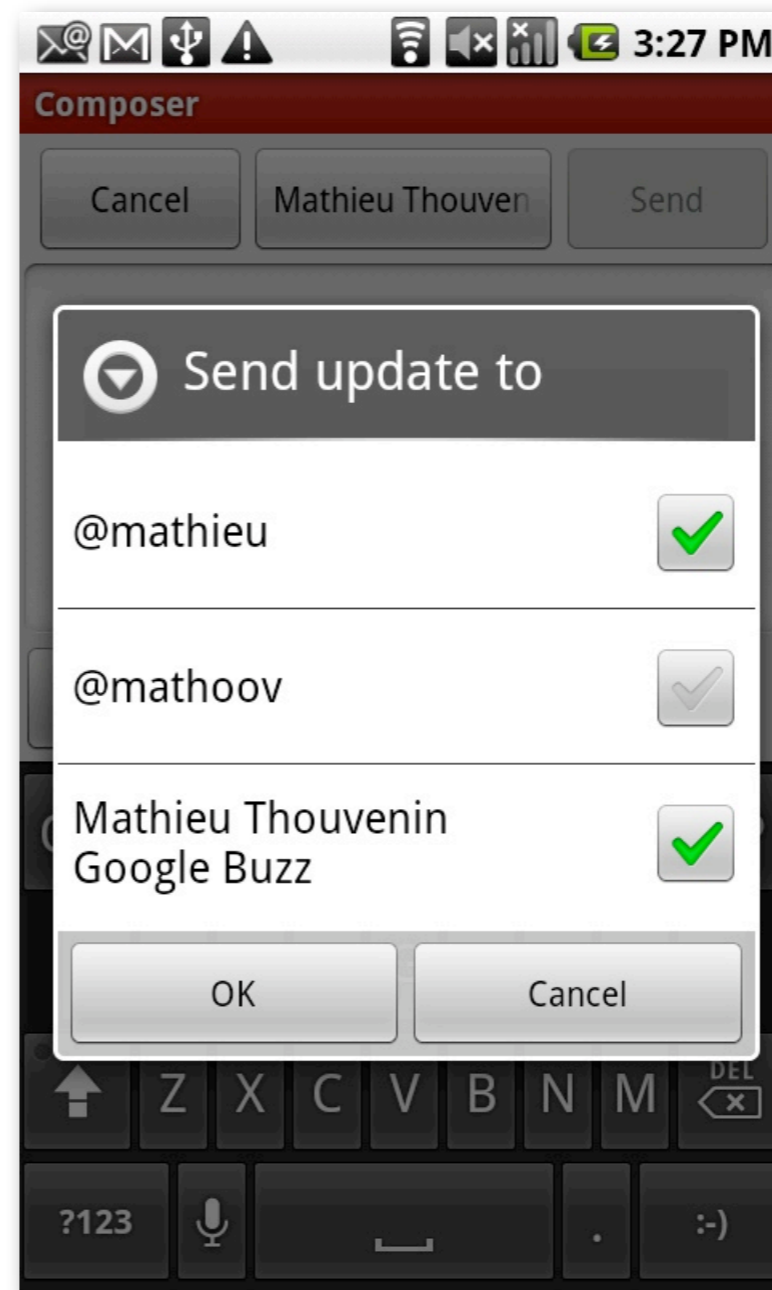 3:27 PM
Composer
Cancel
Mathieu Thouven
Send
Send update to
@mathieu
@mathoov
Mathieu Thouvenin
Google Buzz
OK
Cancel
Z X C V B N M DEL
?123 . :-)